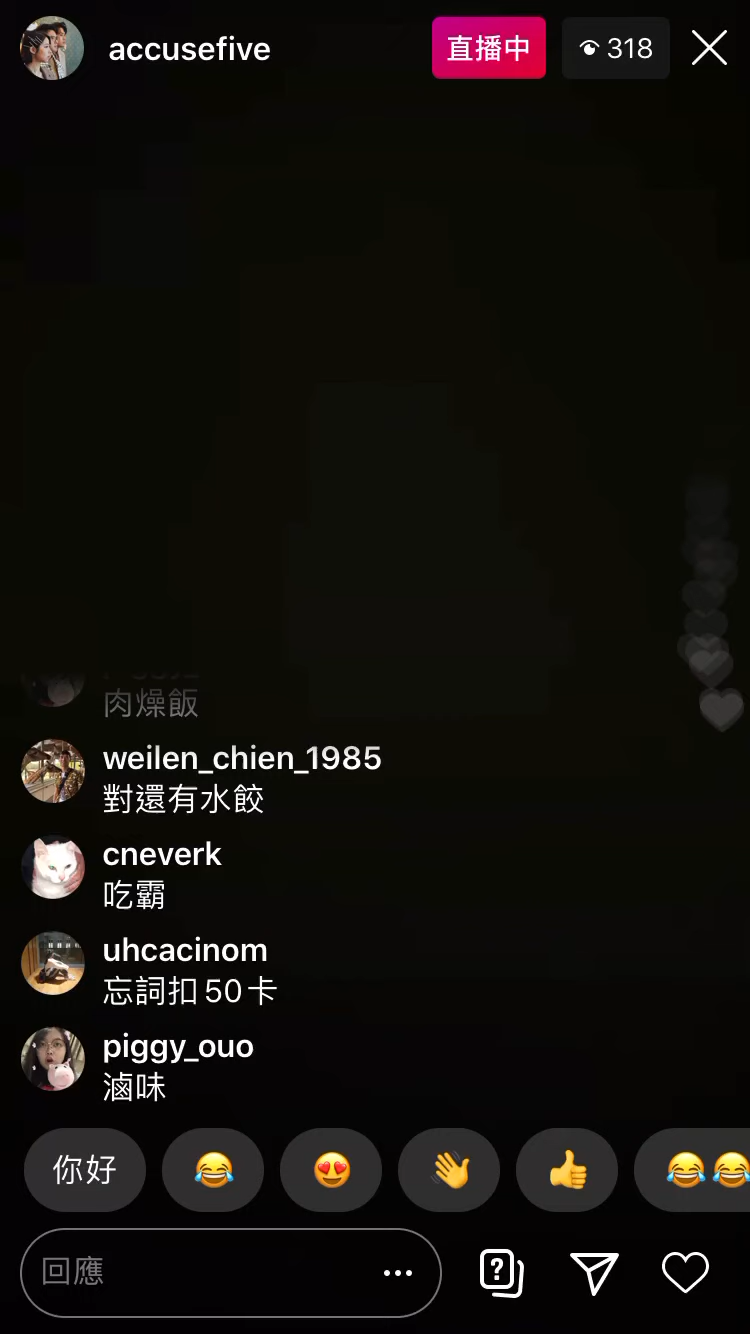 accusefive
直播中
318
肉燥飯
weilen_chien_1985
對還有水餃
cneverk
吃霸
uhcacinom
忘詞扣50卡
piggy_ouo
滷味
你好
回應